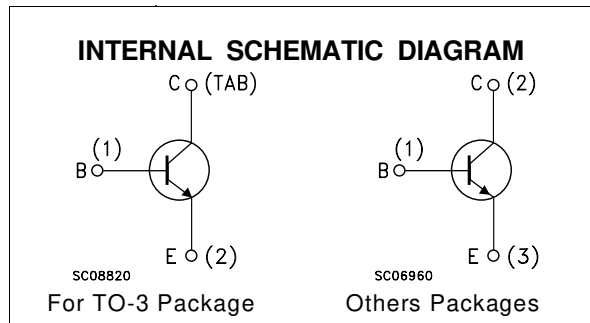 INTERNAL SCHEMATIC DIAGRAM
C (TAB)
(1)
B
E (2)
SC08820
For TO-3 Package
C (2)
(1)
B
E (3)
SC06960
Others Packages